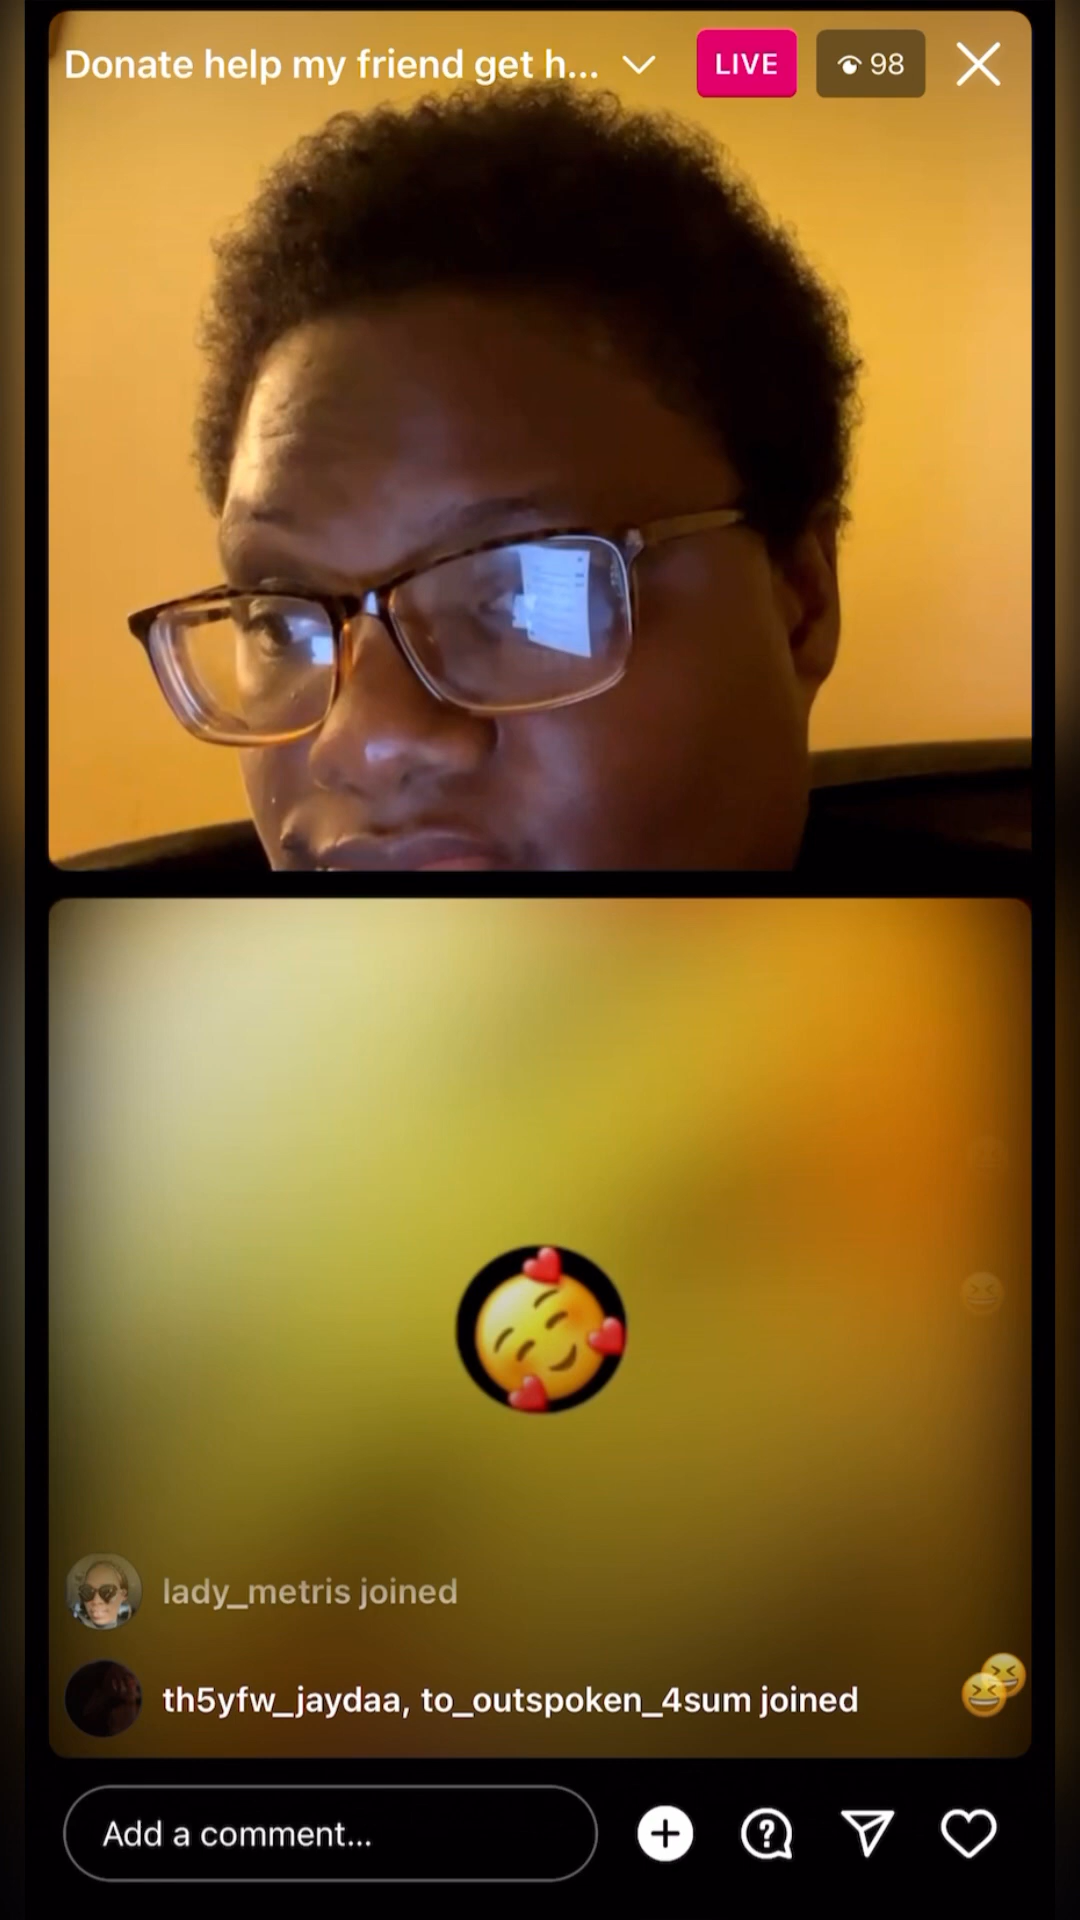 Donate help my friend get h...
LIVE
98
lady_metris joined
th5yfw_jaydaa, to_outspoken_4sum joined
Add a comment...